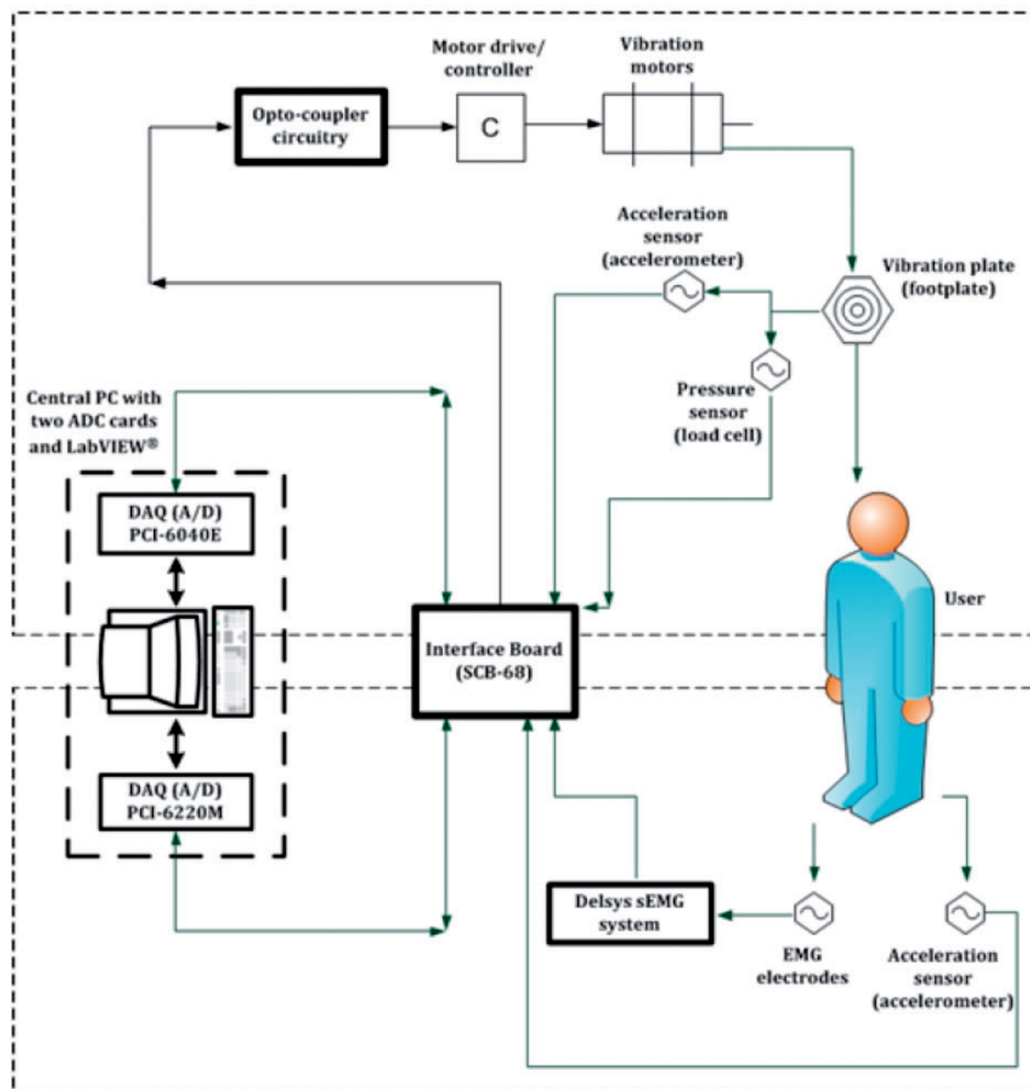 Motor drive/
controller
Vibration
motors
Opto-coupler
circuitry
C
Acceleration
sensor
(accelerometer)
Vibration plate
(footplate)
Pressure
sensor
(load cell)
Central PC with
two ADC cards
and LabVIEW®
DAQ (A/D)
PCI-6040E
User
Interface Board
(SCB-68)
DAQ (A/D)
PCI-6220M
Delsys sEMG
system
EMG
electrodes
Acceleration
sensor
(accelerometer)